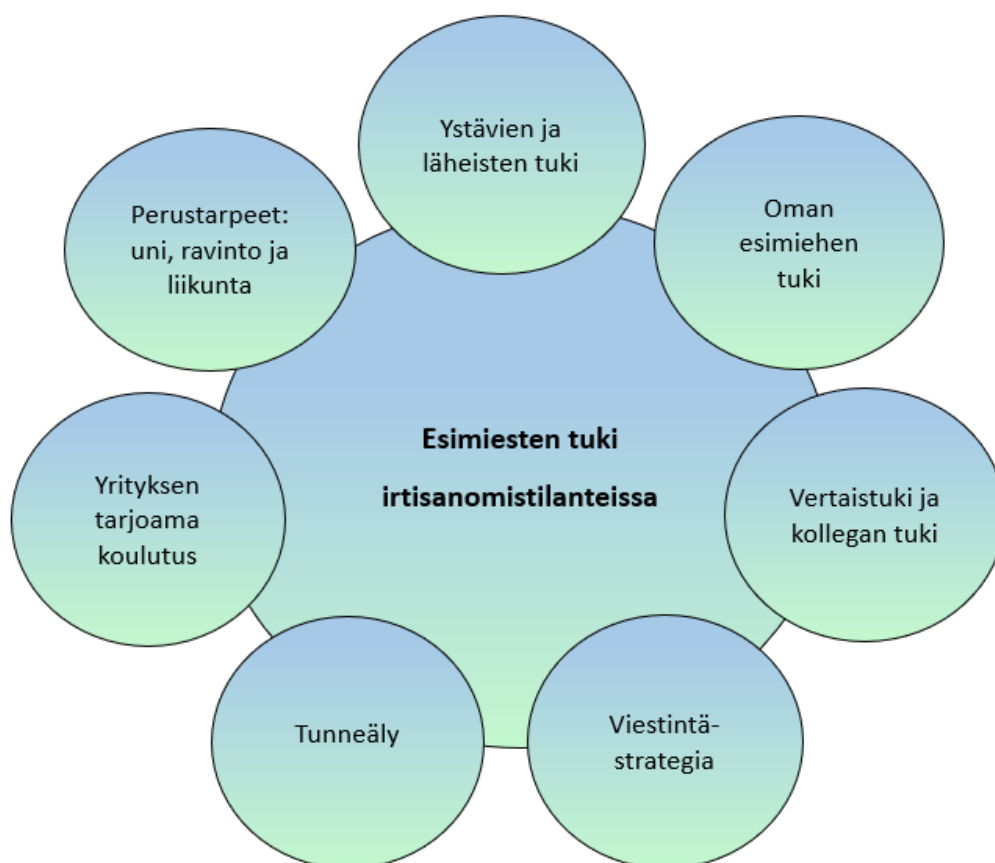 Ystävien ja
läheisten tuki
Oman
esimiehen
tuki
Perustarpeet:
uni, ravinto ja
liikunta
Esimiesten tuki
irtisanomistilanteissa
Yrityksen
tarjoama
koulutus
Vertaistuki ja
kollegan tuki
Tunneäly
Viestintä-
strategia